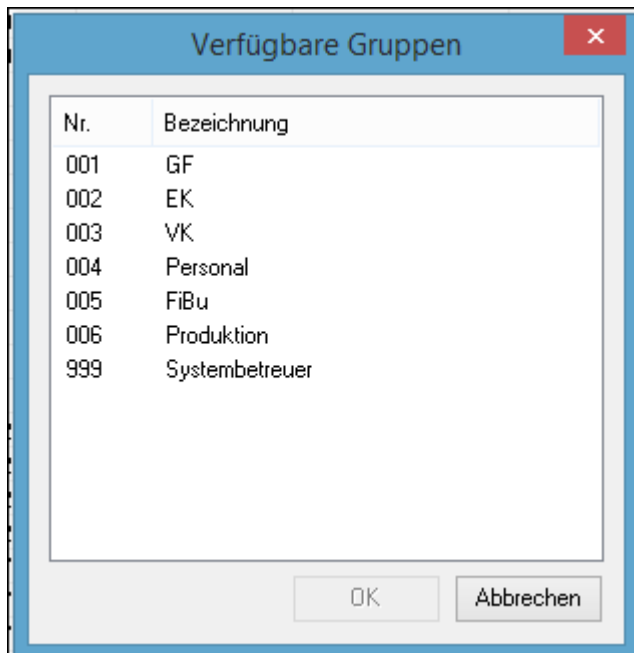 Verfügbare Gruppen
Nr. Bezeichnung
001 GF
002 EK
003 VK
004 Personal
005 FiBu
006 Produktion
999 Systembetreuer
OK Abbrechen